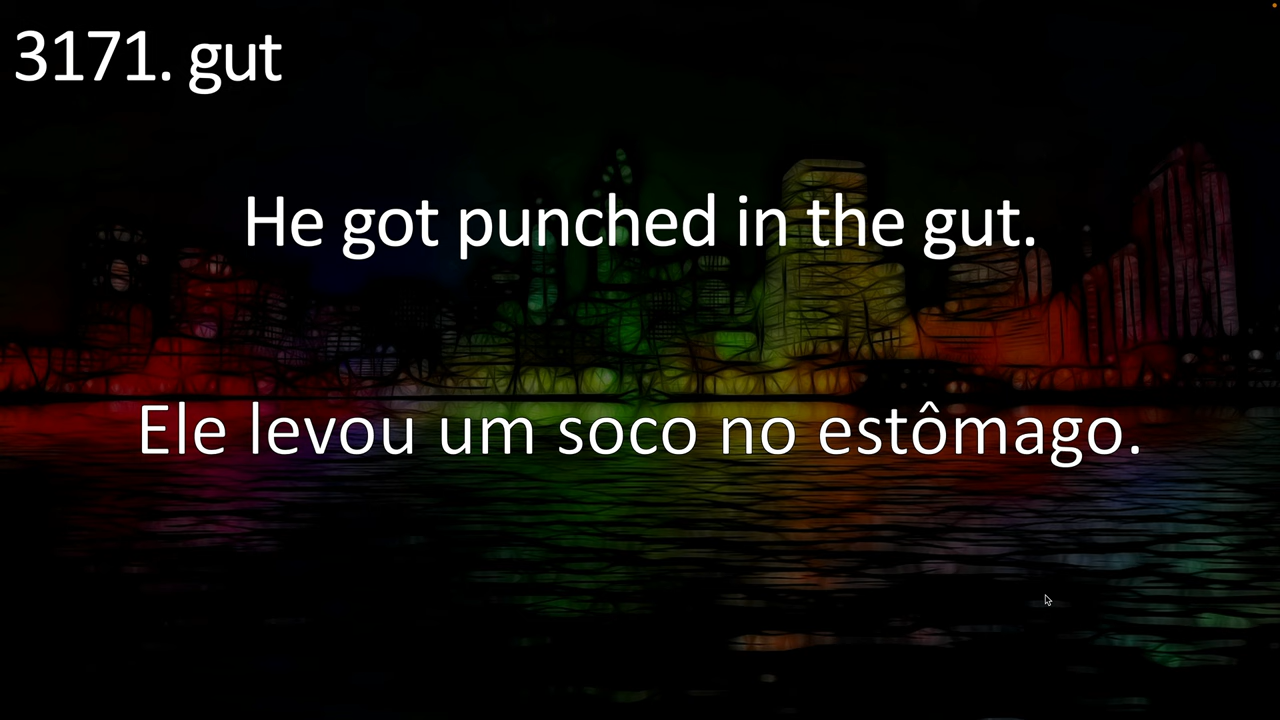 3171. gut
He got punched in the gut.
Ele levou um soco no estômago.